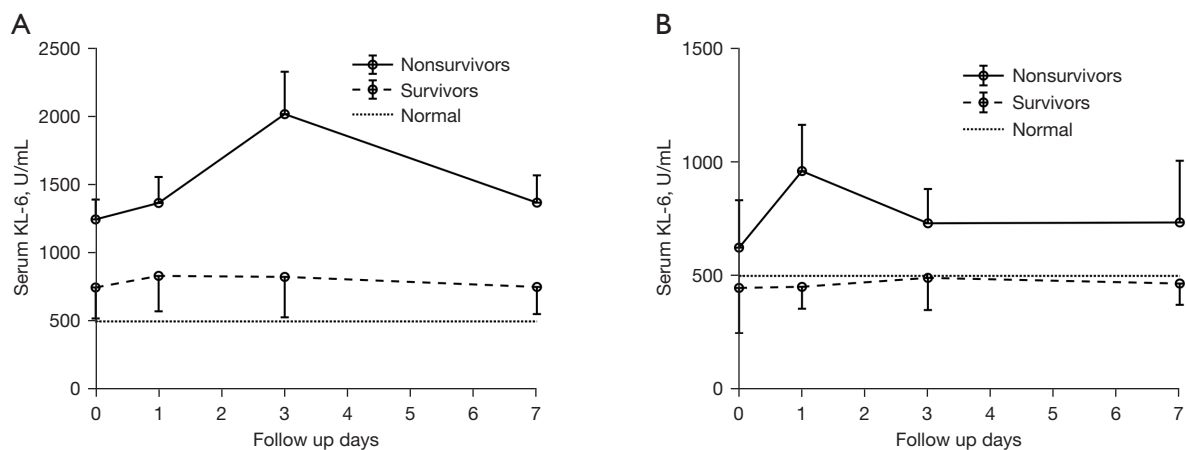 A
Serum KL-6, U/mL
2500
2000
1500
1000
500
0
Nonsurvivors
Survivors
Normal
0 1 2 3 4 5 6 7
Follow up days
B
Serum KL-6, U/mL
1500
1000
500
0
Nonsurvivors
Survivors
Normal
0 1 2 3 4 5 6 7
Follow up days